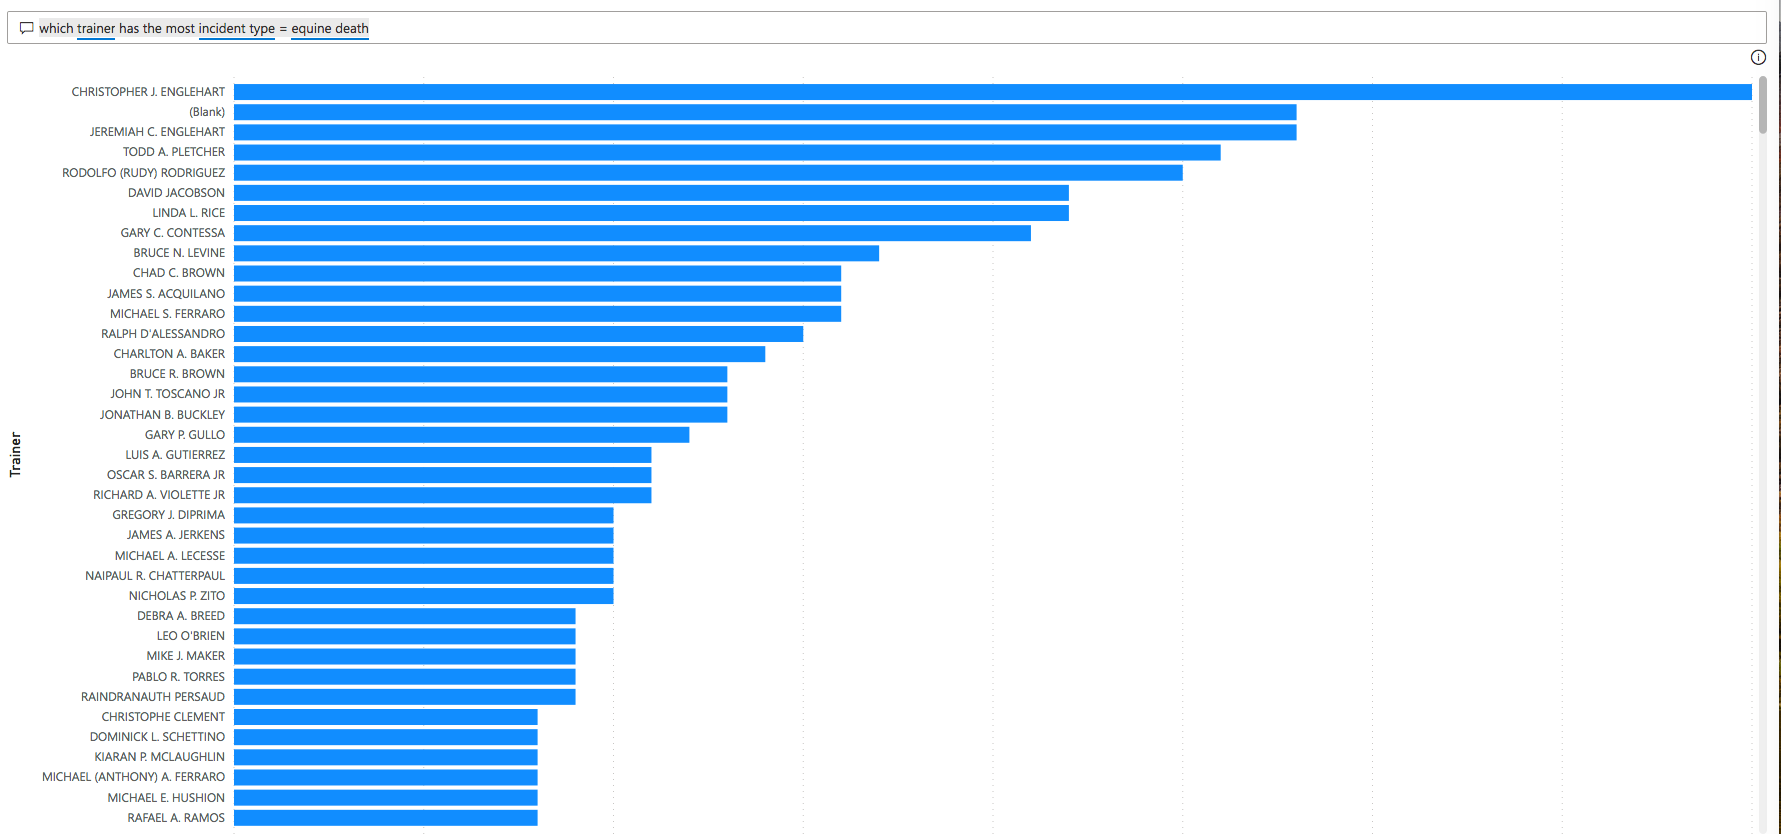 which trainer has the most incident type = equine death
CHRISTOPHER J. ENGLEHART
(Blank)
JEREMIAH C. ENGLEHART
TODD A. PLETCHER
RODOLFO (RUDY) RODRIGUEZ
DAVID JACOBSON
LINDA L. RICE
GARY C. CONTESSA
BRUCE N. LEVINE
CHAD C. BROWN
JAMES S. ACQUILANO
MICHAEL S. FERRARO
RALPH D'ALESSANDRO
CHARLTON A. BAKER
BRUCE R. BROWN
JOHN T. TOSCANO JR
JONATHAN B. BUCKLEY
GARY P. GULLO
LUIS A. GUTIERREZ
OSCAR S. BARRERA JR
RICHARD A. VIOLETTE JR
GREGORY J. DIPRIMA
JAMES A. JERKENS
MICHAEL A. LECESSE
NAIPAUL R. CHATTERPAUL
NICHOLAS P. ZITO
DEBRA A. BREED
LEO O'BRIEN
MIKE J. MAKER
PABLO R. TORRES
RAINDRANAUTH PERSAUD
CHRISTOPHE CLEMENT
DOMINICK L. SCHETTINO
KIARAN P. MCLAUGHLIN
MICHAEL (ANTHONY) A. FERRARO
MICHAEL E. HUSHION
RAFAEL A. RAMOS
Trainer